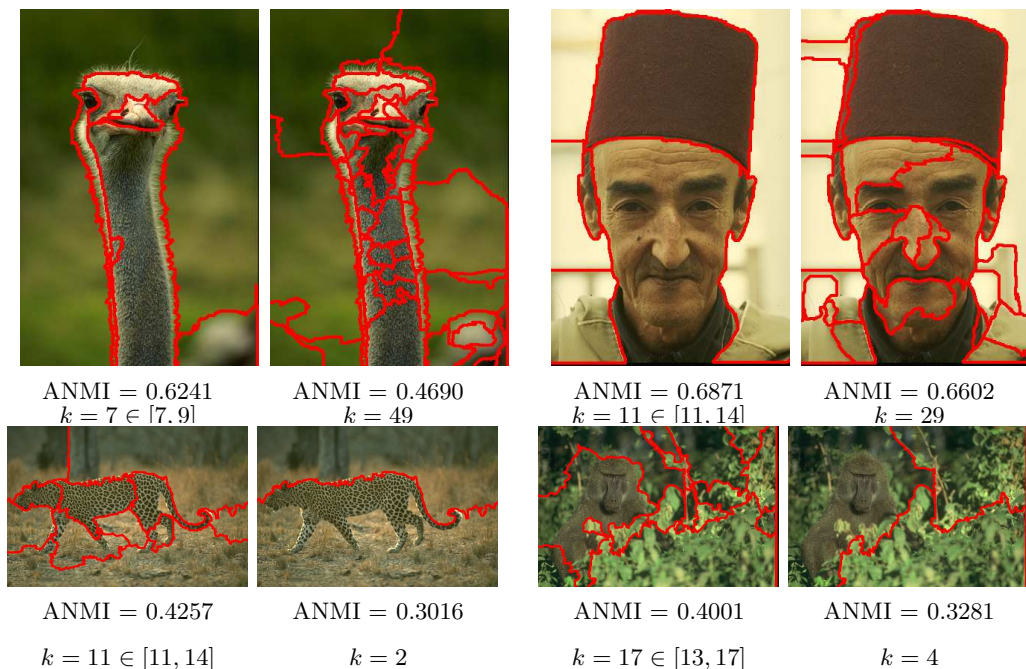 ANMI = 0.6241 ANMI = 0.4690 ANMI = 0.6871 ANMI = 0.6602
k = 7 ∈ [7, 9] k = 49 k = 11 ∈ [11, 14] k = 29
ANMI = 0.4257 ANMI = 0.3016 ANMI = 0.4001 ANMI = 0.3281
k = 11 ∈ [11, 14] k = 2 k = 17 ∈ [13, 17] k = 4